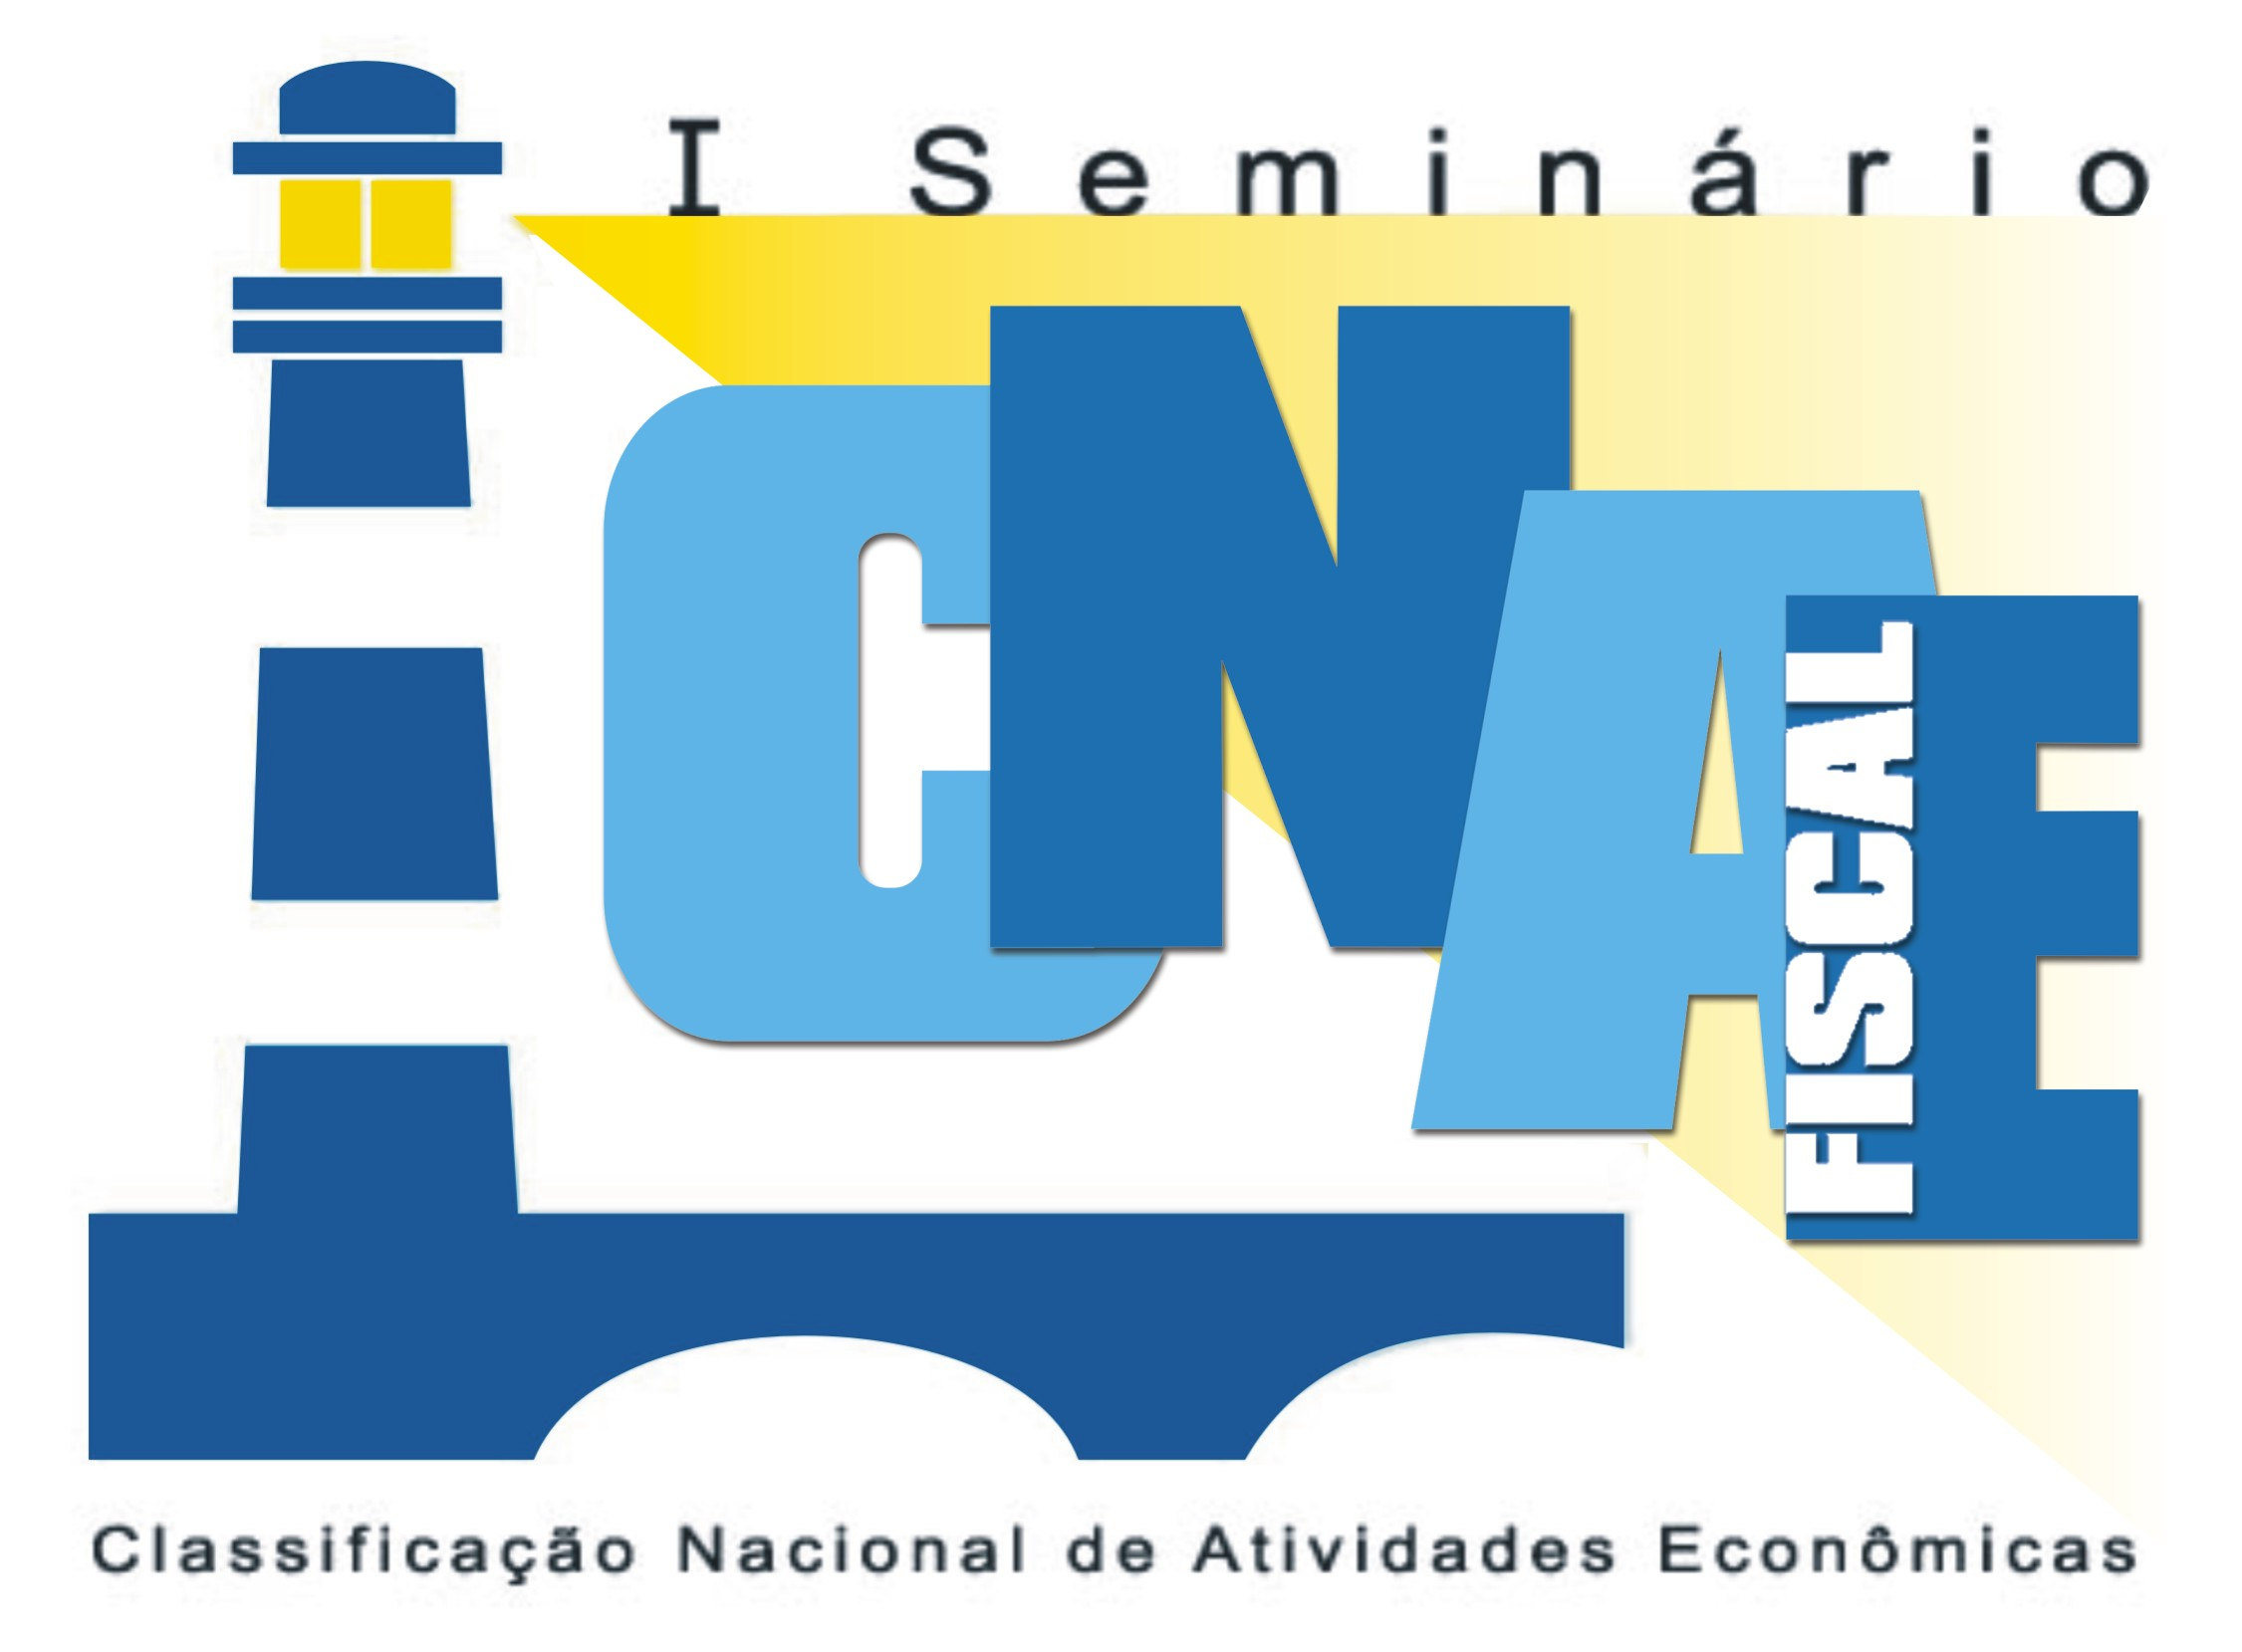 I Seminário
CNAE
FISCAL
Classificação Nacional de Atividades Econômicas